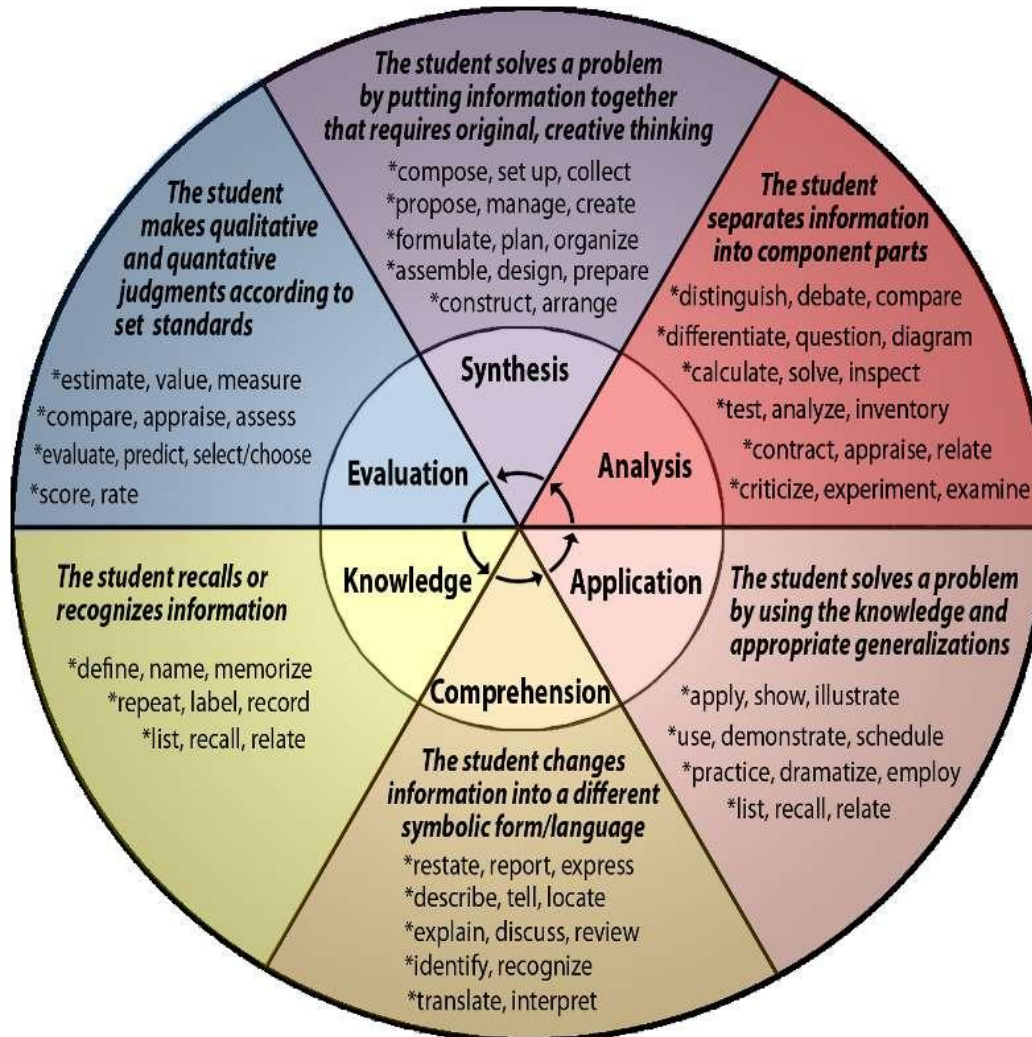 The student solves a problem
by putting information together
that requires original, creative thinking
*compose, set up, collect
*propose, manage, create
*formulate, plan, organize
*assemble, design, prepare
*construct, arrange
Synthesis
The student
separates information
into component parts
*distinguish, debate, compare
*differentiate, question, diagram
*calculate, solve, inspect
*test, analyze, inventory
*contract, appraise, relate
*criticize, experiment, examine
Analysis
The student solves a problem
by using the knowledge and
appropriate generalizations
*apply, show, illustrate
*use, demonstrate, schedule
*practice, dramatize, employ
*list, recall, relate
Application
Comprehension
The student changes
information into a different
symbolic form/language
*restate, report, express
*describe, tell, locate
*explain, discuss, review
*identify, recognize
*translate, interpret
Knowledge
The student recalls or
recognizes information
*define, name, memorize
*repeat, label, record
*list, recall, relate
The student
makes qualitative
and quantative
judgments according to
set standards
*estimate, value, measure
*compare, appraise, assess
*evaluate, predict, select/choose
*score, rate
Evaluation